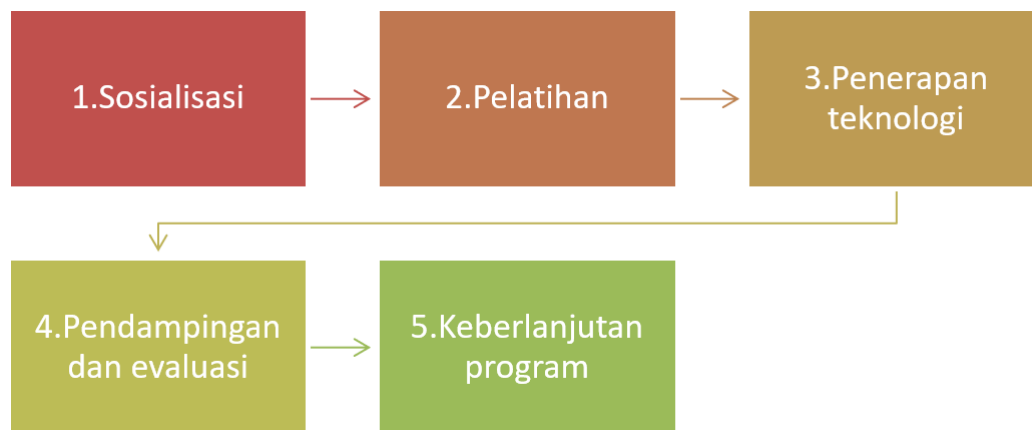 1.Sosialisasi
2.Pelatihan
3.Penerapan
teknologi
4.Pendampingan
dan evaluasi
5.Keberlanjutan
program